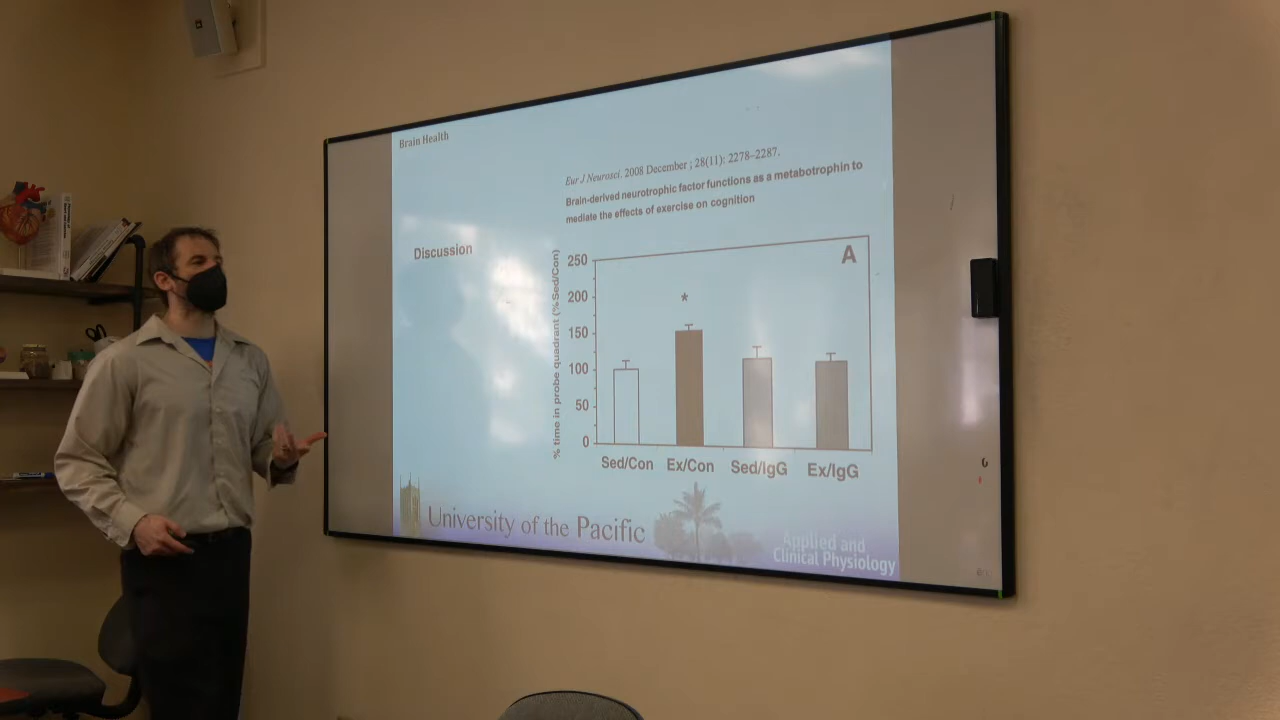 Brain Health
Eur J Neurosci. 2008 December ; 28(11): 2278–2287.
Brain-derived neurotrophic factor functions as a metabotrophin to
mediate the effects of exercise on cognition
Discussion
A
% time in probe quadrant (% Sed/Con)
250
200
150
100
50
0
*
Sed/Con Ex/Con Sed/IgG Ex/IgG
University of the Pacific
Applied and
Clinical Physiology